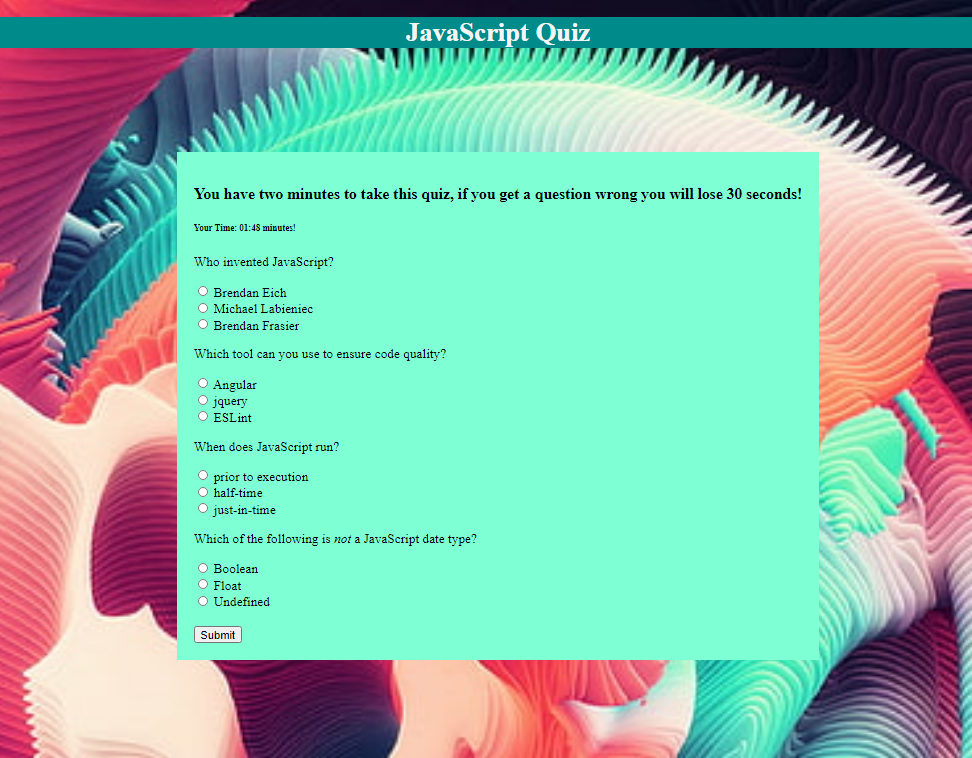 JavaScript Quiz
You have two minutes to take this quiz, if you get a question wrong you will lose 30 seconds!
Your Time: 01:48 minutes!
Who invented JavaScript?
Brendan Eich
Michael Labieniec
Brendan Frasier
Which tool can you use to ensure code quality?
Angular
jquery
ESLint
When does JavaScript run?
prior to execution
half-time
just-in-time
Which of the following is not a JavaScript date type?
Boolean
Float
Undefined
Submit